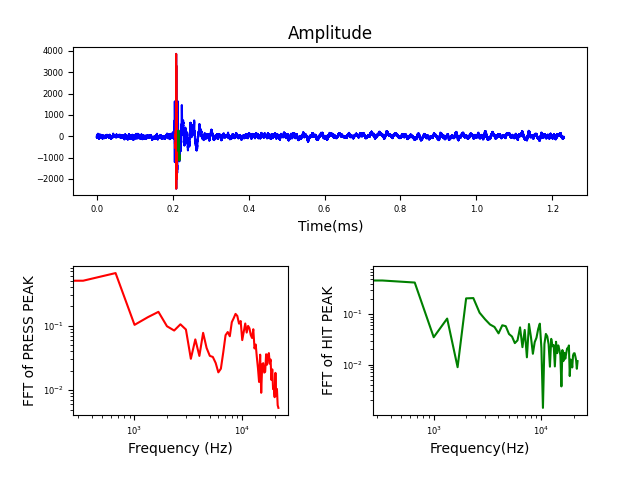 Amplitude
4000
3000
2000
1000
0
−1000
−2000
0.0 0.2 0.4 0.6 0.8 1.0 1.2
Time(ms)
FFT of PRESS PEAK
10⁻¹
10⁻²
10³ 10⁴
Frequency (Hz)
FFT of HIT PEAK
10⁻¹
10⁻²
10³ 10⁴
Frequency(Hz)